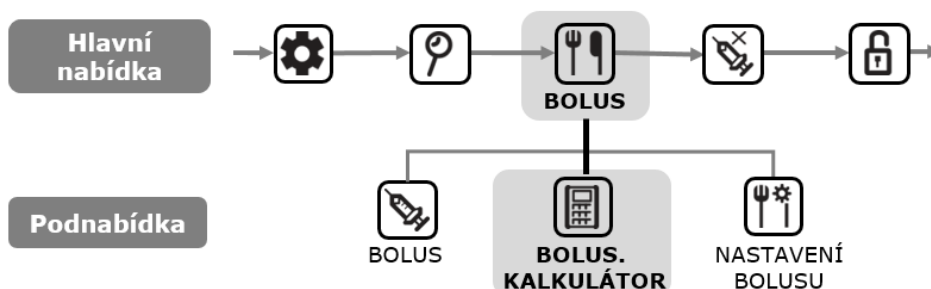 Hlavní
nabídka
BOLUS
Podnabídka
BOLUS
BOLUS.
KALKULÁTOR
NASTAVENÍ
BOLUSU